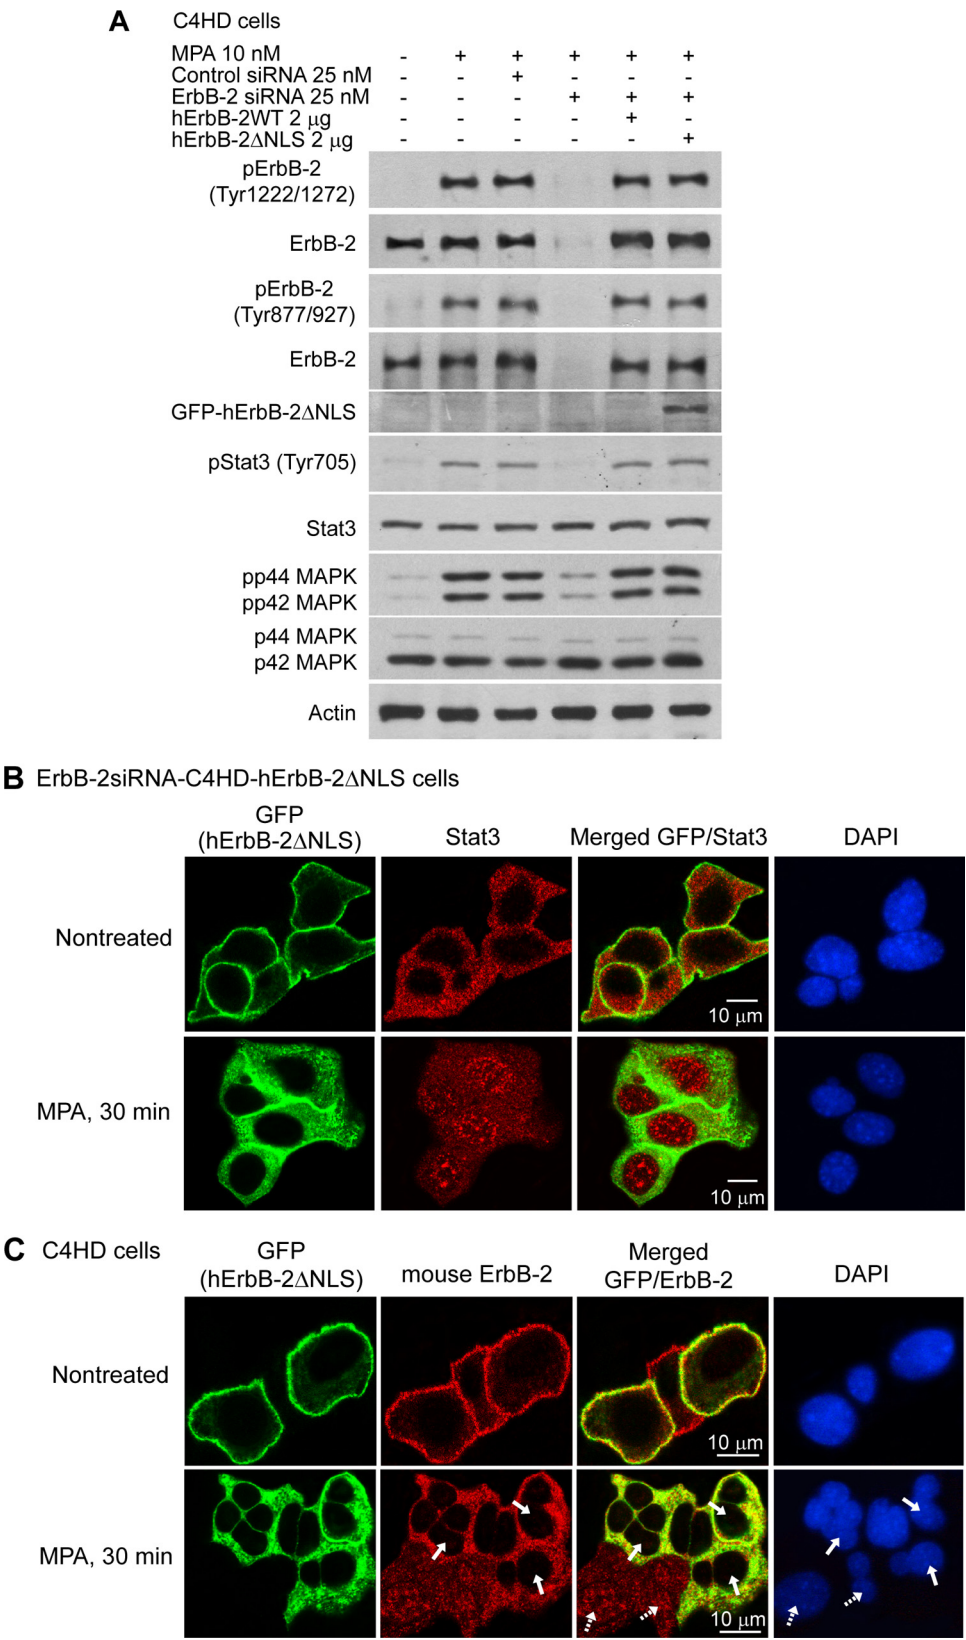 A C4HD cells
MPA 10 nM - + + + + +
Control siRNA 25 nM - - + - - -
ErbB-2 siRNA 25 nM - - - + + +
hErbB-2WT 2 μg - - - - + -
hErbB-2ΔNLS 2 μg - - - - - +
pErbB-2
(Tyr1222/1272)
ErbB-2
pErbB-2
(Tyr877/927)
ErbB-2
GFP-hErbB-2ΔNLS
pStat3 (Tyr705)
Stat3
pp44 MAPK
pp42 MAPK
p44 MAPK
p42 MAPK
Actin
B ErbB-2siRNA-C4HD-hErbB-2ΔNLS cells
GFP
(hErbB-2ΔNLS) Stat3 Merged GFP/Stat3 DAPI
Nontreated
10 μm
MPA, 30 min
10 μm
C C4HD cells
GFP
(hErbB-2ΔNLS) mouse ErbB-2 Merged
GFP/ErbB-2 DAPI
Nontreated
10 μm
MPA, 30 min
10 μm